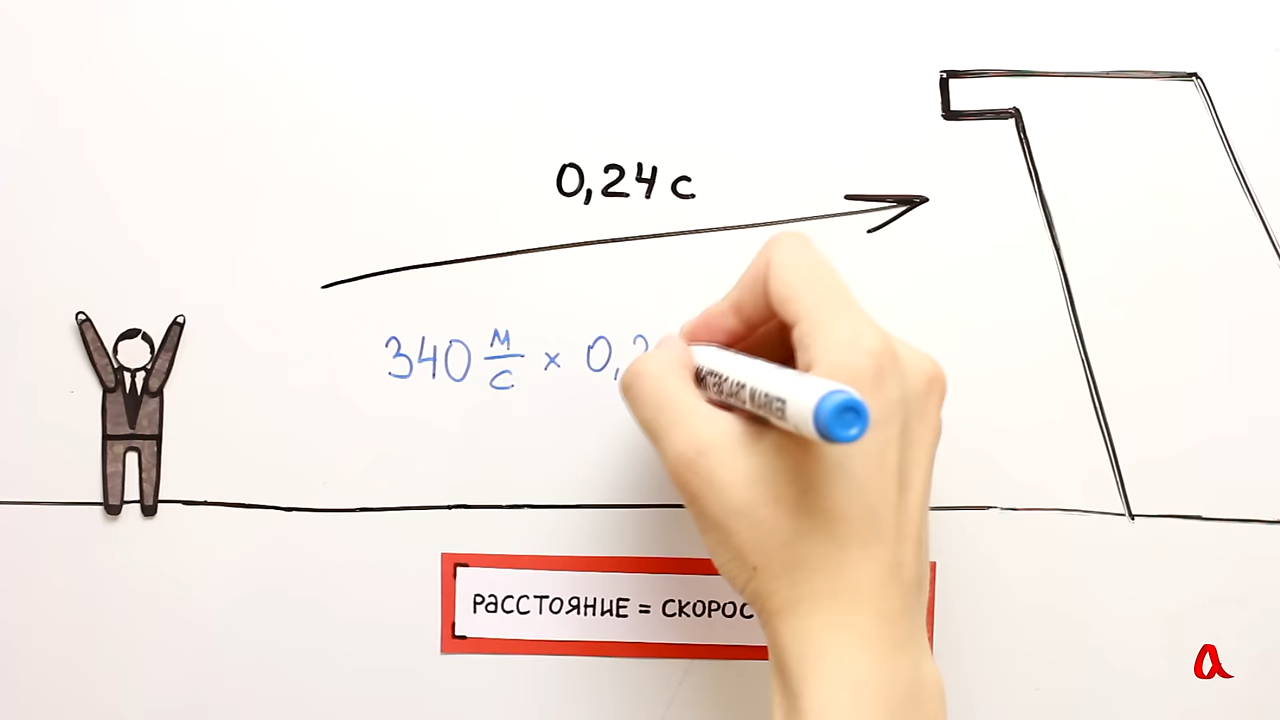 0,24 с
340 м/с × 0,2
РАССТОЯНИЕ = СКОРОС
а